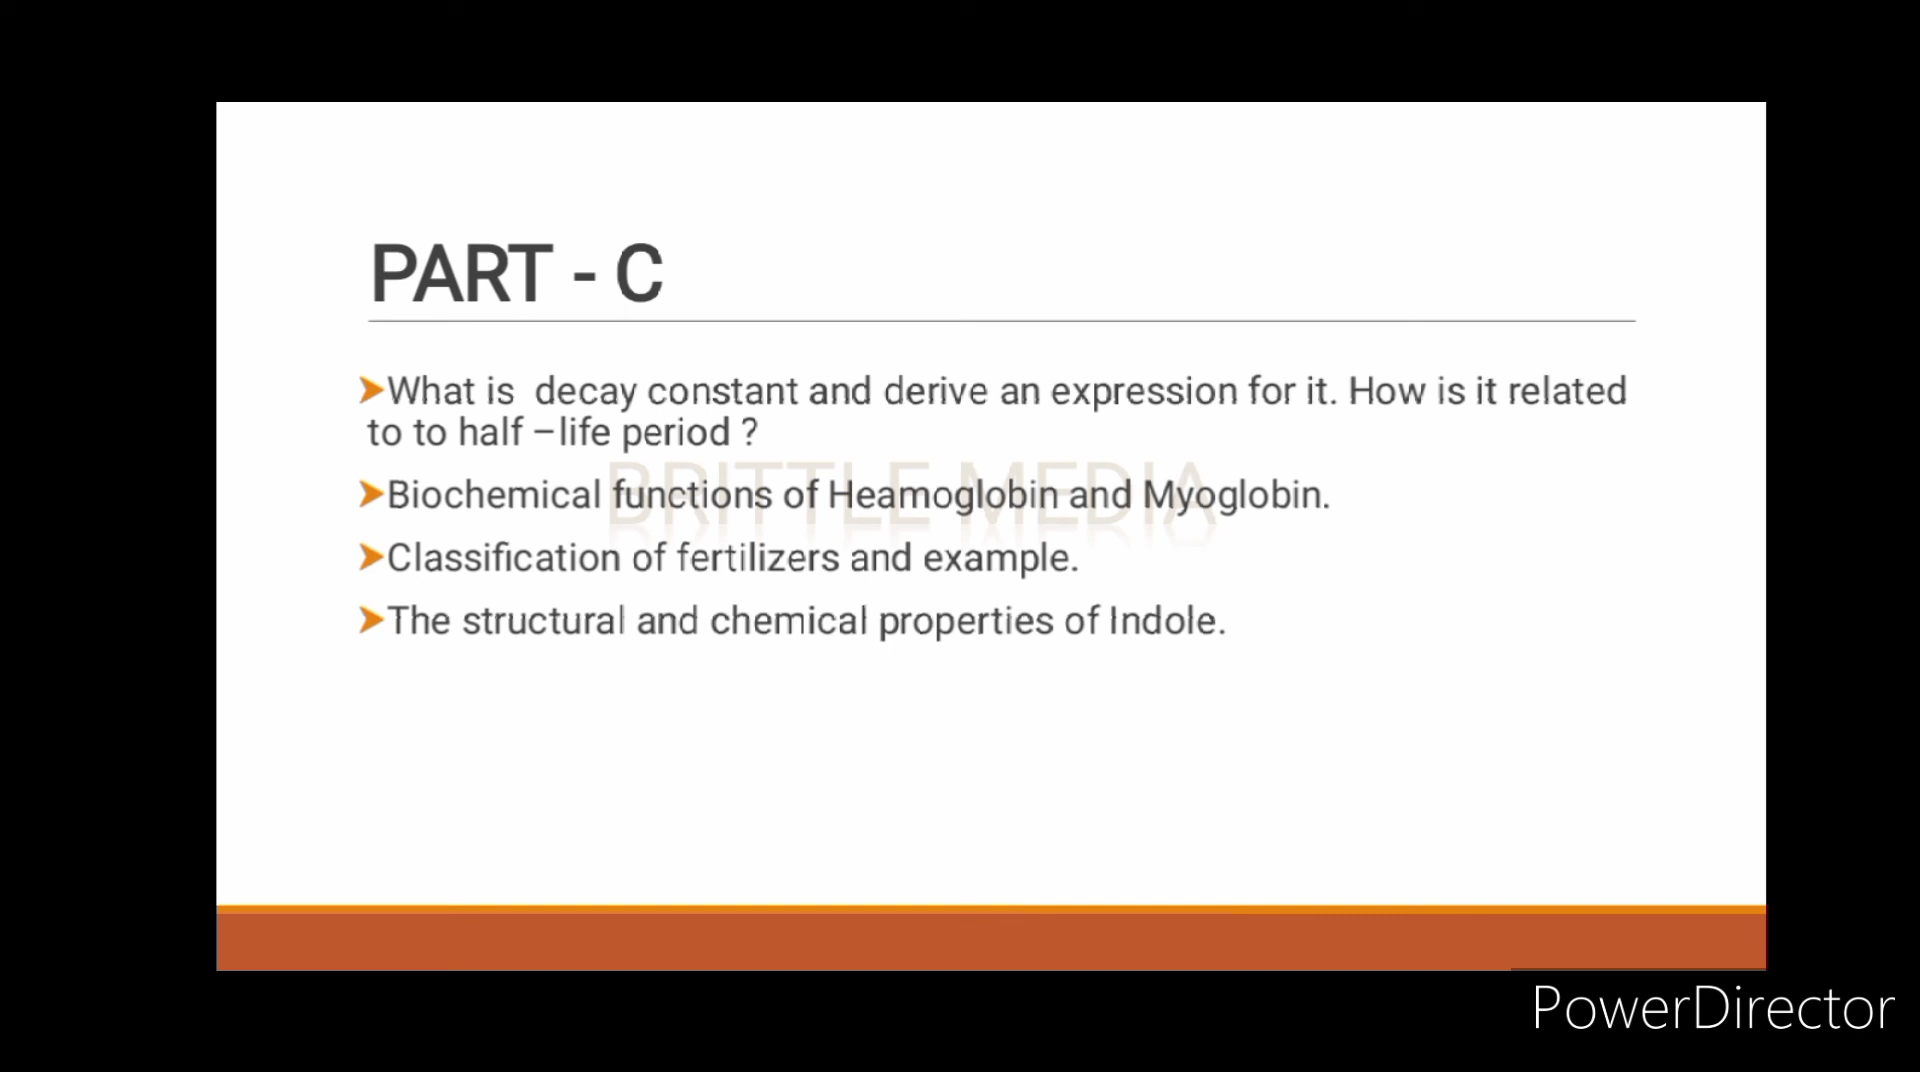 PART - C
➤What is decay constant and derive an expression for it. How is it related
to to half –life period ?
BRITTLE MEDIA
➤Biochemical functions of Heamoglobin and Myoglobin.
➤Classification of fertilizers and example.
➤The structural and chemical properties of Indole.
PowerDirector